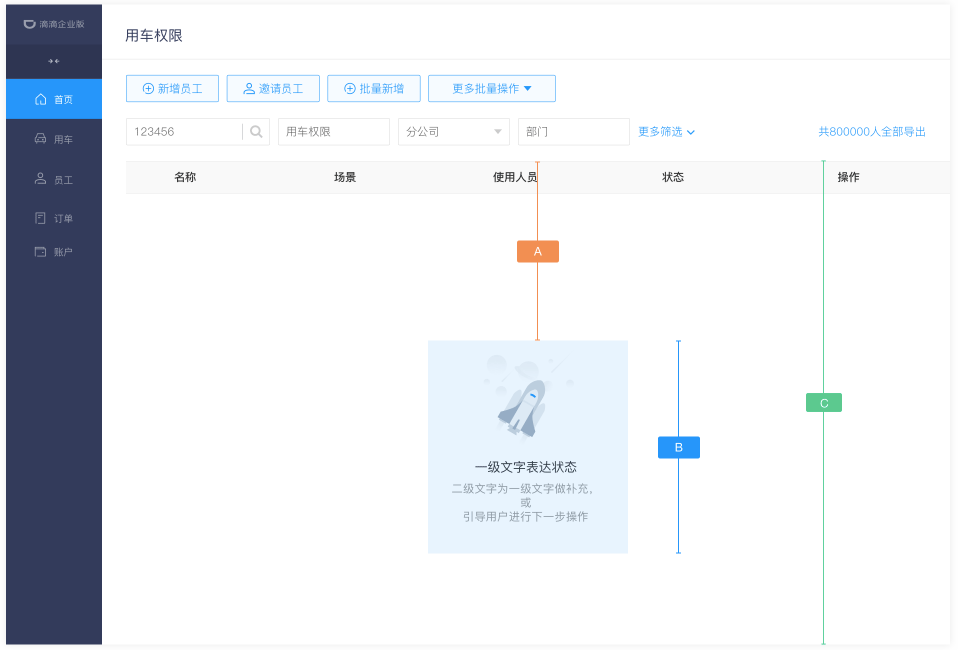 滴滴企业版
用车权限
首页
用车
员工
订单
账户
新增员工
邀请员工
批量新增
更多批量操作
123456
用车权限
分公司
部门
更多筛选
共800000人全部导出
名称
场景
使用人员
状态
操作
A
C
B
一级文字表达状态
二级文字为一级文字做补充，
或
引导用户进行下一步操作